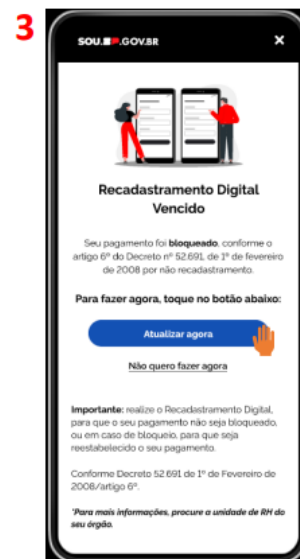 3
SOU.SP.GOV.BR
×
Recadastramento Digital
Vencido
Seu pagamento foi bloqueado, conforme o
artigo 6º do Decreto nº 52.691, de 1º de fevereiro
de 2008 por não recadastramento.
Para fazer agora, toque no botão abaixo:
Atualizar agora
Não quero fazer agora
Importante: realize o Recadastramento Digital,
para que o seu pagamento não seja bloqueado,
ou em caso de bloqueio, para que seja
reestabelecido o seu pagamento.
Conforme Decreto 52.691 de 1º de Fevereiro de
2008/artigo 6º.
*Para mais informações, procure a unidade de RH do
seu órgão.